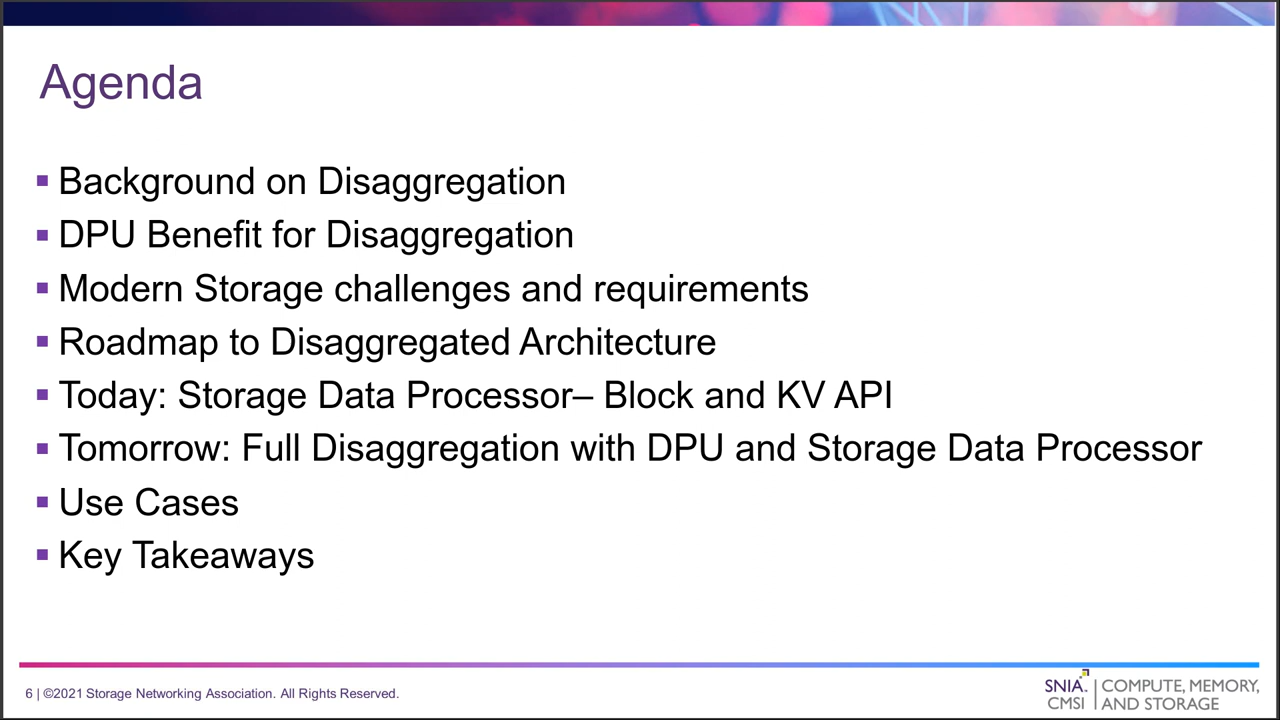 Agenda
Background on Disaggregation
DPU Benefit for Disaggregation
Modern Storage challenges and requirements
Roadmap to Disaggregated Architecture
Today: Storage Data Processor– Block and KV API
Tomorrow: Full Disaggregation with DPU and Storage Data Processor
Use Cases
Key Takeaways
6 | ©2021 Storage Networking Association. All Rights Reserved.
SNIA. | COMPUTE, MEMORY,
CMSI | AND STORAGE